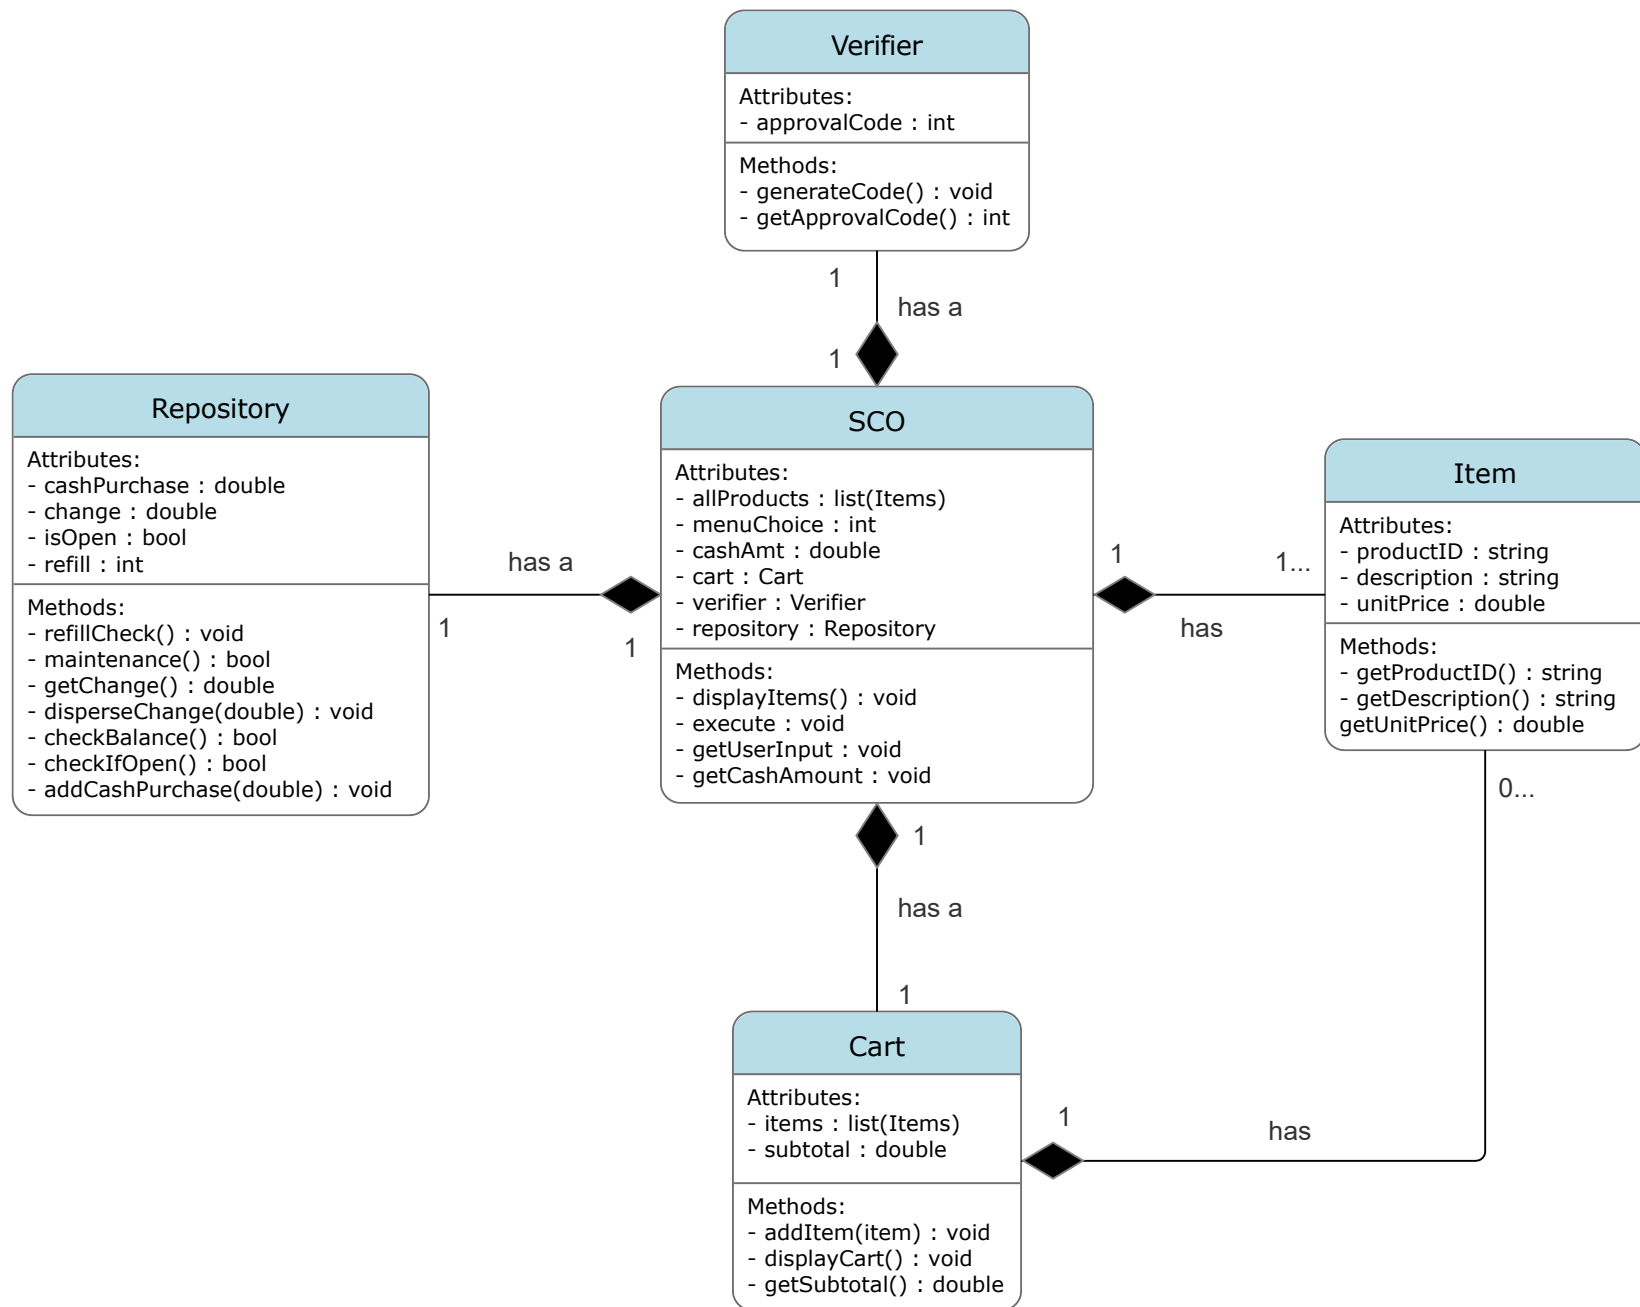 Verifier
Attributes:
- approvalCode : int
Methods:
- generateCode() : void
- getApprovalCode() : int
1
has a
1
Repository
Attributes:
- cashPurchase : double
- change : double
- isOpen : bool
- refill : int
Methods:
- refillCheck() : void
- maintenance() : bool
- getChange() : double
- disperseChange(double) : void
- checkBalance() : bool
- checkIfOpen() : bool
- addCashPurchase(double) : void
has a
1
1
SCO
Attributes:
- allProducts : list(Items)
- menuChoice : int
- cashAmt : double
- cart : Cart
- verifier : Verifier
- repository : Repository
Methods:
- displayItems() : void
- execute : void
- getUserInput : void
- getCashAmount : void
1
1...
has
Item
Attributes:
- productID : string
- description : string
- unitPrice : double
Methods:
- getProductID() : string
- getDescription() : string
getUnitPrice() : double
0...
1
has a
1
Cart
Attributes:
- items : list(Items)
- subtotal : double
Methods:
- addItem(item) : void
- displayCart() : void
- getSubtotal() : double
1
has